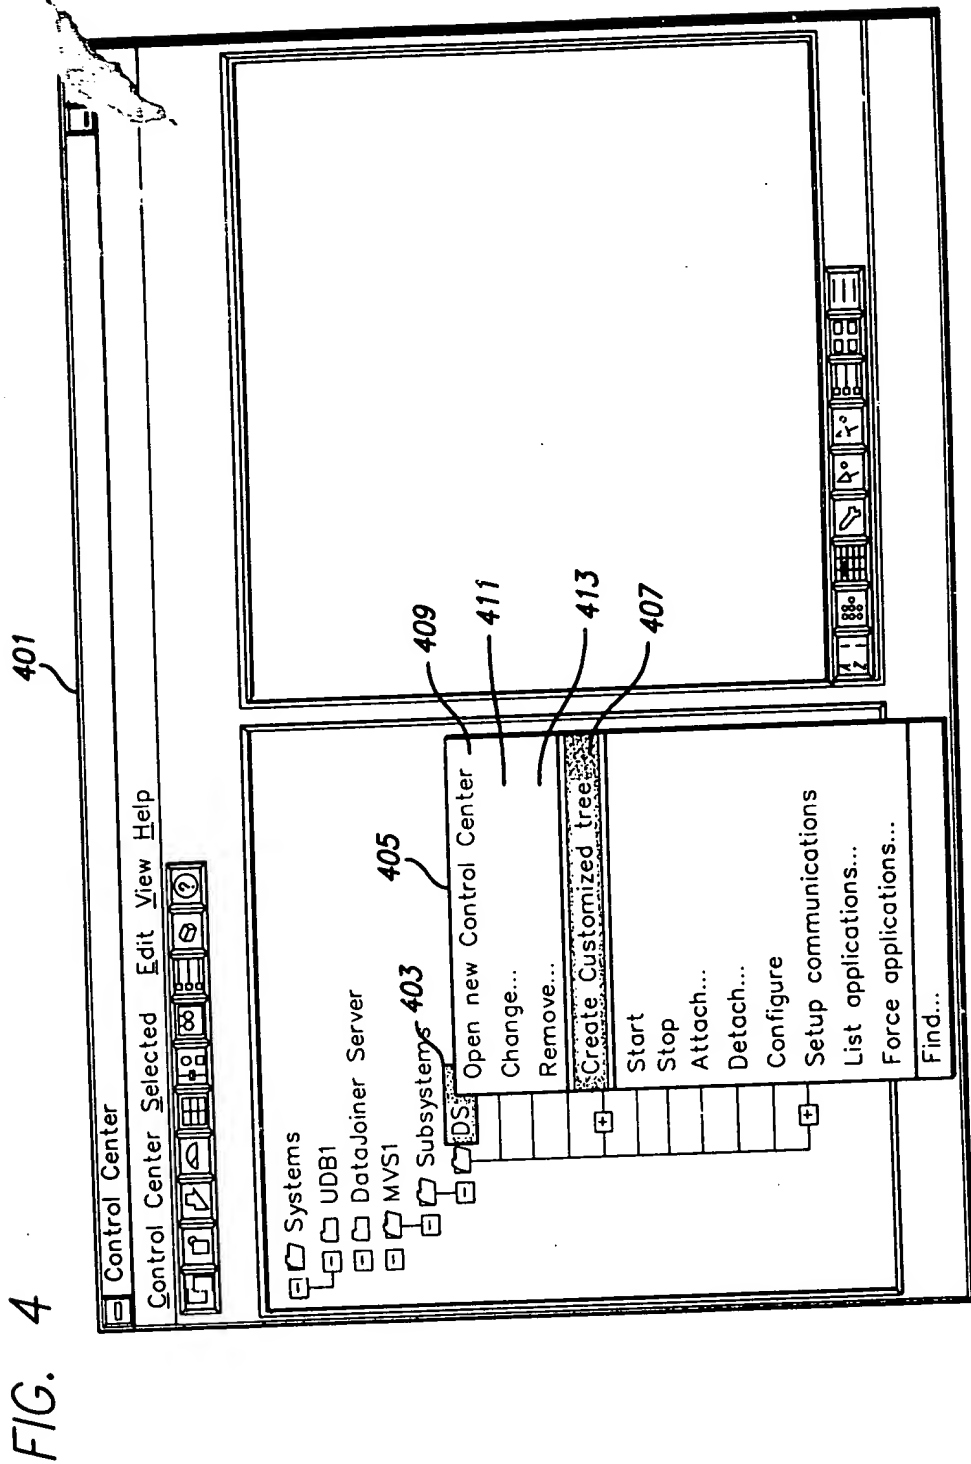 FIG. 4
401
Control Center
Control Center Selected Edit View Help
Systems
UDB1
DataJoiner Server
MVS1
Subsystems
403
DS
405
Open new Control Center
409
Change...
411
Remove...
413
Create Customized tree
407
Start
Stop
Attach...
Detach...
Configure
Setup communications
List applications...
Force applications...
Find...